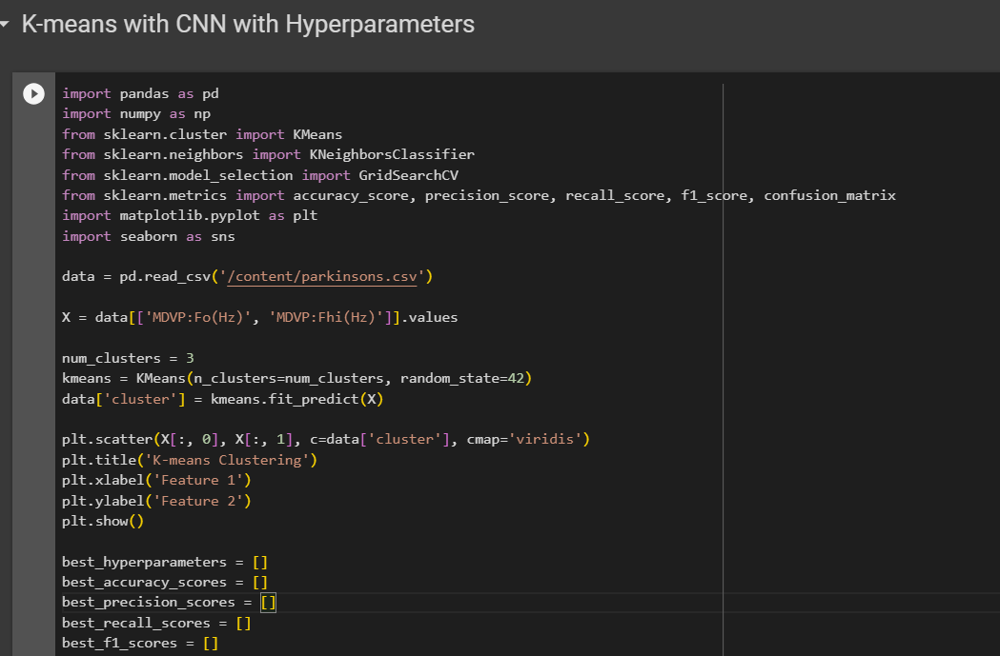 K-means with CNN with Hyperparameters
import pandas as pd
import numpy as np
from sklearn.cluster import KMeans
from sklearn.neighbors import KNeighborsClassifier
from sklearn.model_selection import GridSearchCV
from sklearn.metrics import accuracy_score, precision_score, recall_score, f1_score, confusion_matrix
import matplotlib.pyplot as plt
import seaborn as sns
data = pd.read_csv('/content/parkinsons.csv')
X = data[['MDVP:Fo(Hz)', 'MDVP:Fhi(Hz)']].values
num_clusters = 3
kmeans = KMeans(n_clusters=num_clusters, random_state=42)
data['cluster'] = kmeans.fit_predict(X)
plt.scatter(X[:, 0], X[:, 1], c=data['cluster'], cmap='viridis')
plt.title('K-means Clustering')
plt.xlabel('Feature 1')
plt.ylabel('Feature 2')
plt.show()
best_hyperparameters = []
best_accuracy_scores = []
best_precision_scores = []
best_recall_scores = []
best_f1_scores = []